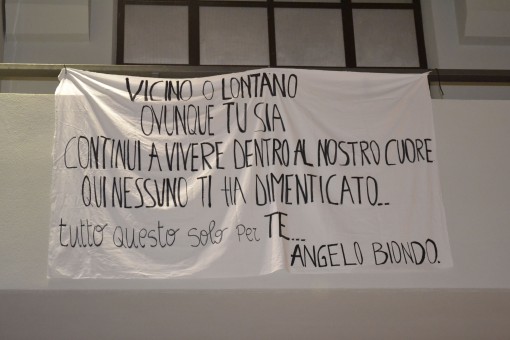 VICINO O LONTANO
OVUNQUE TU SIA
CONTINUI A VIVERE DENTRO AL NOSTRO CUORE
QUI NESSUNO TI HA DIMENTICATO...
tutto questo solo per TE...
ANGELO BIONDO.